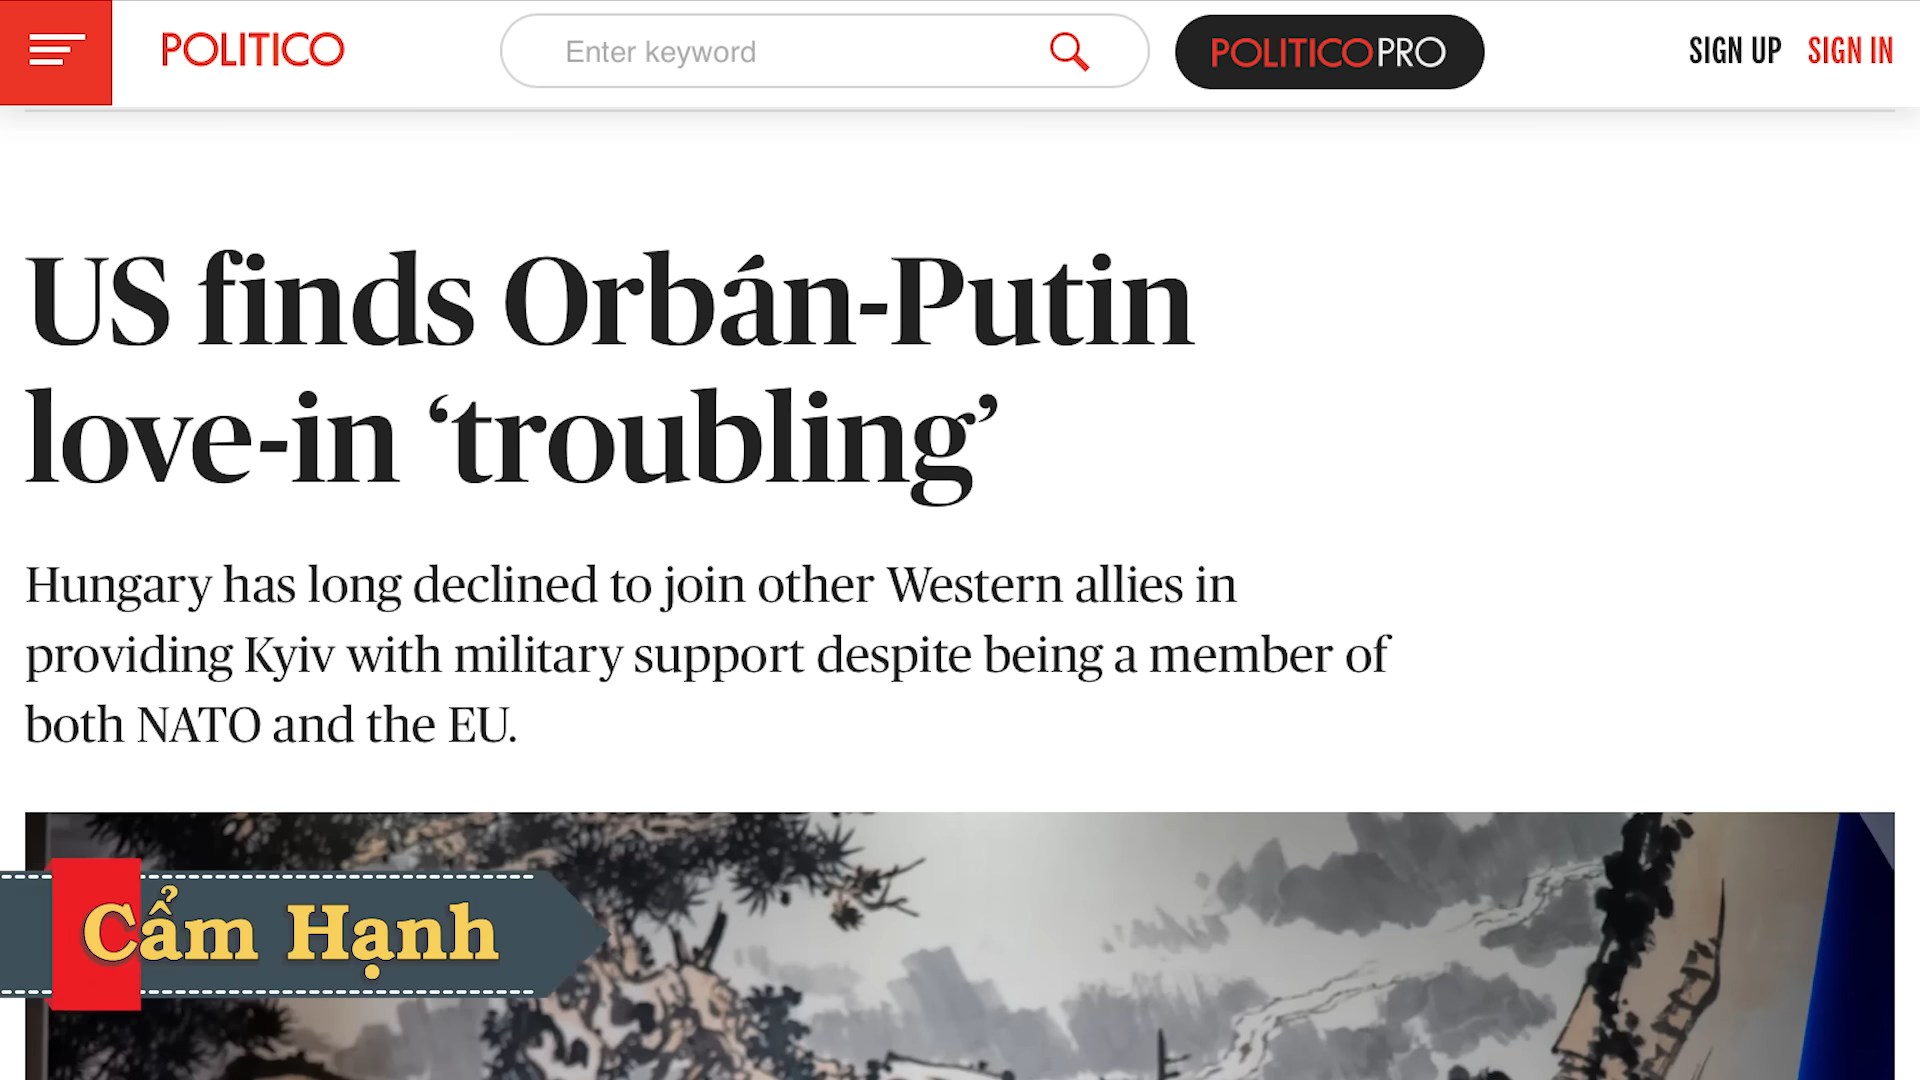 POLITICO
Enter keyword
POLITICOPRO
SIGN UP
SIGN IN
US finds Orbán-Putin
love-in ‘troubling’
Hungary has long declined to join other Western allies in
providing Kyiv with military support despite being a member of
both NATO and the EU.
Cẩm Hạnh